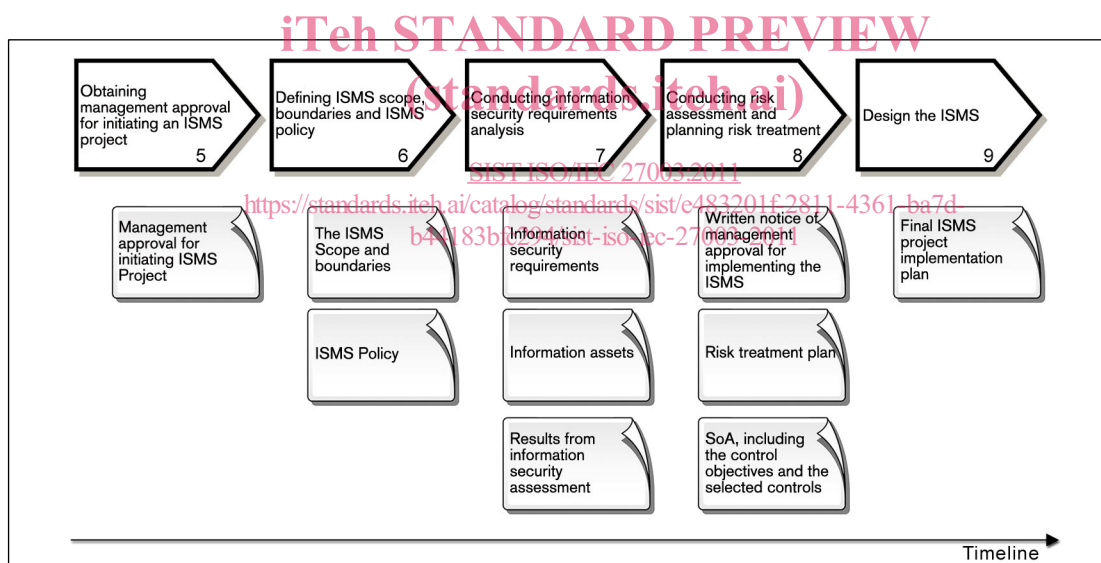 iTeh STANDARD PREVIEW
(standards.iteh.ai)
Obtaining
management approval
for initiating an ISMS
project
5
Defining ISMS scope,
boundaries and ISMS
policy
6
Conducting information
security requirements
analysis
7
Conducting risk
assessment and
planning risk treatment
8
Design the ISMS
9
SIST ISO/IEC 27003:2011
https://standards.iteh.ai/catalog/standards/sist/e483201f-2811-4361-ba7d-
b44183bfc294/sist-iso-iec-27003-2011
Management
approval for
initiating ISMS
Project
The ISMS
Scope and
boundaries
ISMS Policy
Information
security
requirements
Information assets
Results from
information
security
assessment
Written notice of
management
approval for
implementing the
ISMS
Risk treatment plan
SoA, including
the control
objectives and the
selected controls
Final ISMS
project
implementation
plan
Timeline